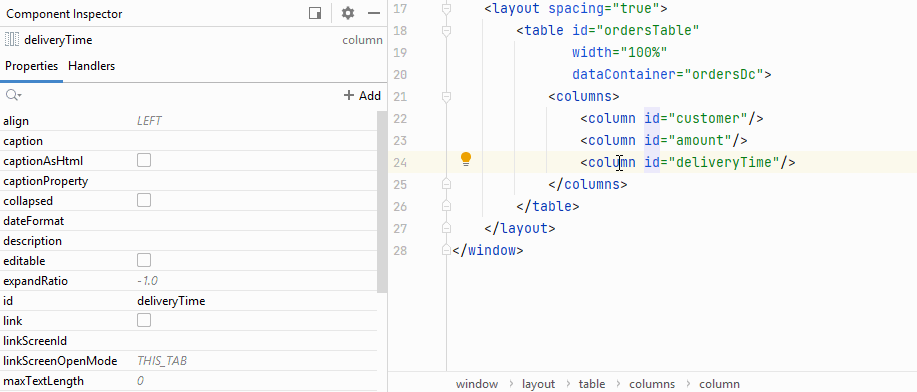 Component Inspector
deliveryTime column
Properties Handlers
+ Add
align LEFT
caption
captionAsHtml
captionProperty
collapsed
dateFormat
description
editable
expandRatio -1.0
id deliveryTime
link
linkScreenId
linkScreenOpenMode THIS_TAB
maxTextLength 0
17 <layout spacing="true">
18 <table id="ordersTable"
19 width="100%"
20 dataContainer="ordersDc">
21 <columns>
22 <column id="customer"/>
23 <column id="amount"/>
24 <column id="deliveryTime"/>
25 </columns>
26 </table>
27 </layout>
28 </window>
window › layout › table › columns › column